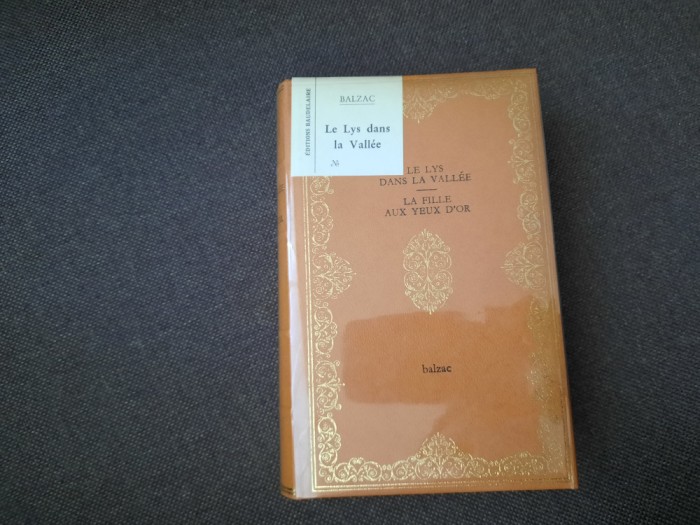 ÉDITIONS BAUDELAIRE
BALZAC
Le Lys dans
la Vallée
№
LE LYS
DANS LA VALLÉE
LA FILLE
AUX YEUX D'OR
balzac